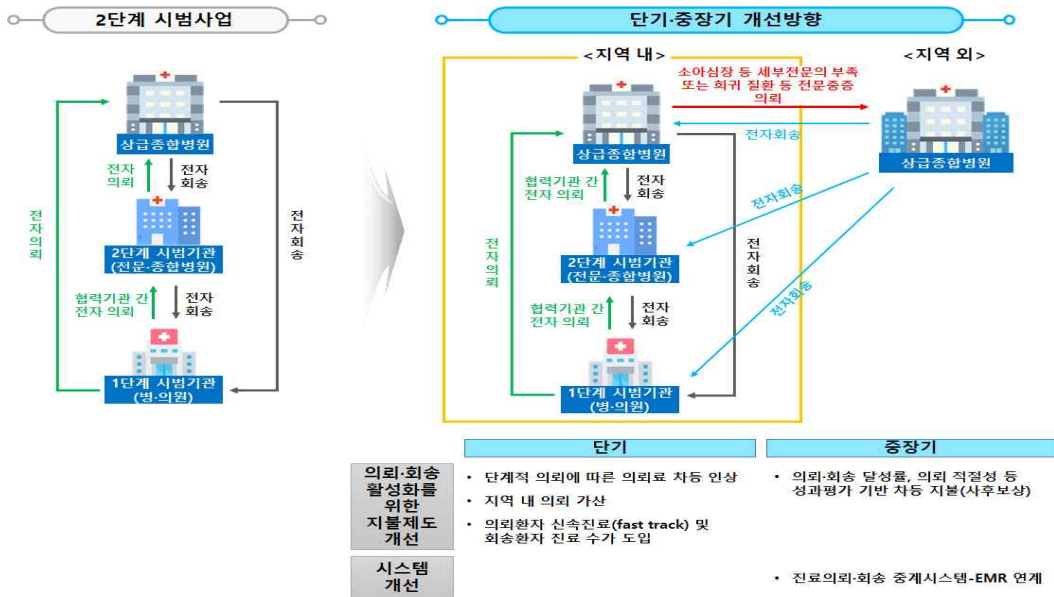 2단계 시범사업
단기·중장기 개선방향
<지역 내>
<지역 외>
소아심장 등 세부전문의 부족
또는 희귀 질환 등 전문중증
의뢰
전자회송
상급종합병원
상급종합병원
상급종합병원
전자
의뢰
전자
회송
협력기관 간
전자 의뢰
전자
회송
전자회송
전자의뢰
전자회송
2단계 시범기관
(전문·종합병원)
전자의뢰
전자회송
2단계 시범기관
(전문·종합병원)
전자회송
협력기관 간
전자 의뢰
전자
회송
협력기관 간
전자 의뢰
전자
회송
1단계 시범기관
(병·의원)
1단계 시범기관
(병·의원)
단기
중장기
의뢰·회송
활성화를
위한
지불제도
개선
• 단계적 의뢰에 따른 의뢰료 차등 인상
• 지역 내 의뢰 가산
• 의뢰환자 신속진료(fast track) 및
회송환자 진료 수가 도입
• 의뢰·회송 달성률, 의뢰 적절성 등
성과평가 기반 차등 지불(사후보상)
시스템
개선
• 진료의뢰·회송 중계시스템-EMR 연계